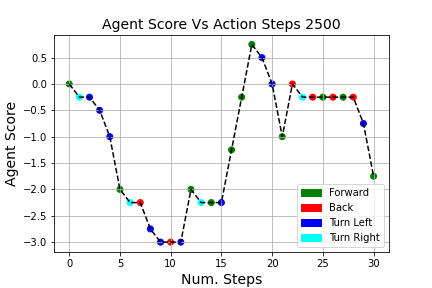 Agent Score Vs Action Steps 2500
Agent Score
0.5
0.0
−0.5
−1.0
−1.5
−2.0
−2.5
−3.0
Forward
Back
Turn Left
Turn Right
0 5 10 15 20 25 30
Num. Steps